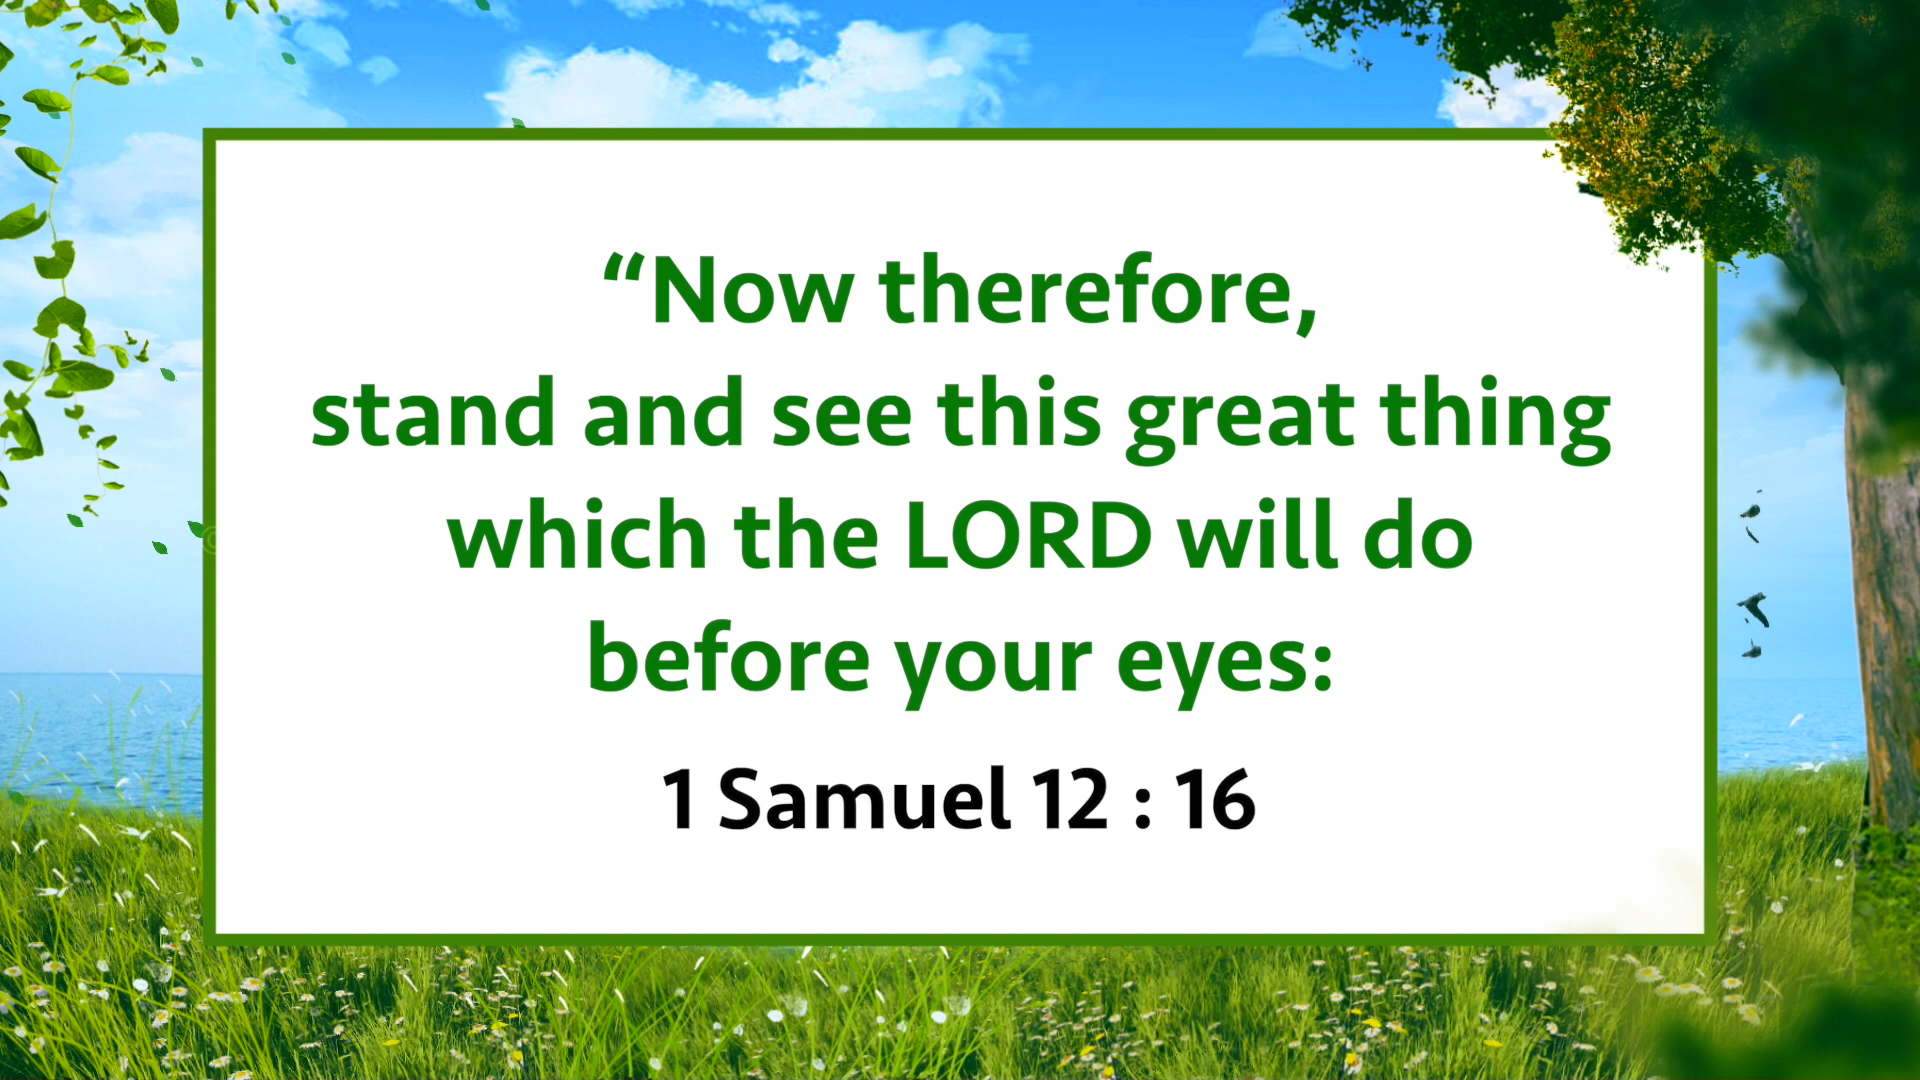 “Now therefore,
stand and see this great thing
which the LORD will do
before your eyes:
1 Samuel 12 : 16